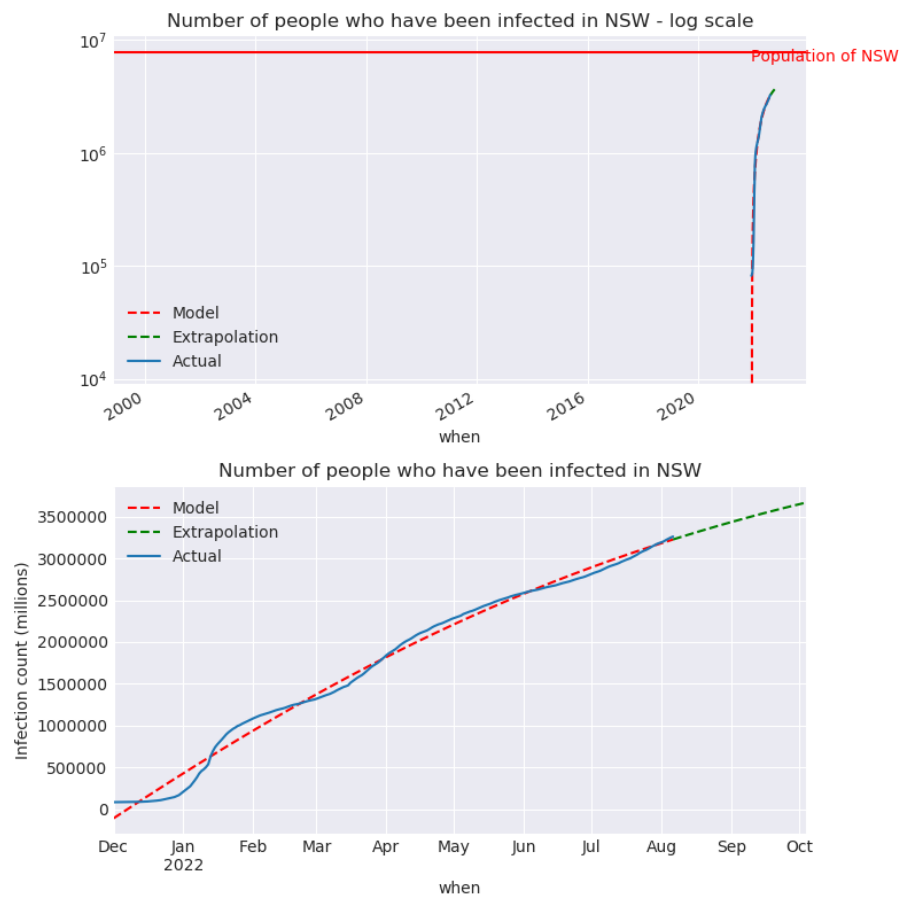 Number of people who have been infected in NSW - log scale
10⁷
Population of NSW
10⁶
10⁵
Model
Extrapolation
Actual
10⁴
2000 2004 2008 2012 2016 2020
when
Number of people who have been infected in NSW
Model
Extrapolation
Actual
Infection count (millions)
3500000
3000000
2500000
2000000
1500000
1000000
500000
0
Dec Jan Feb Mar Apr May Jun Jul Aug Sep Oct
2022
when